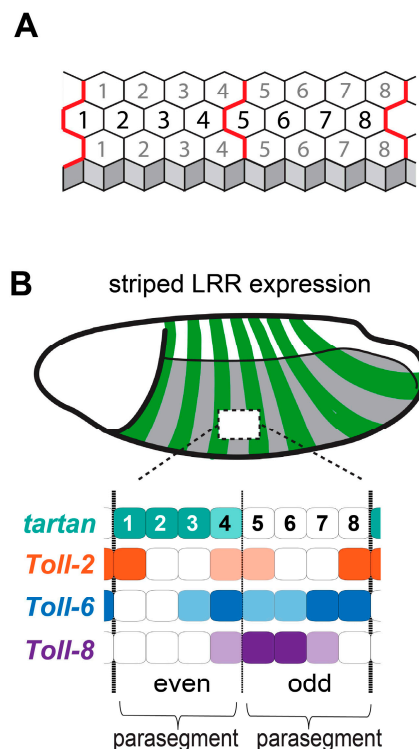 A
1 2 3 4 5 6 7 8
1 2 3 4 5 6 7 8
1 2 3 4 5 6 7 8
B
striped LRR expression
tartan 1 2 3 4 5 6 7 8
Toll-2
Toll-6
Toll-8
even odd
parasegment parasegment